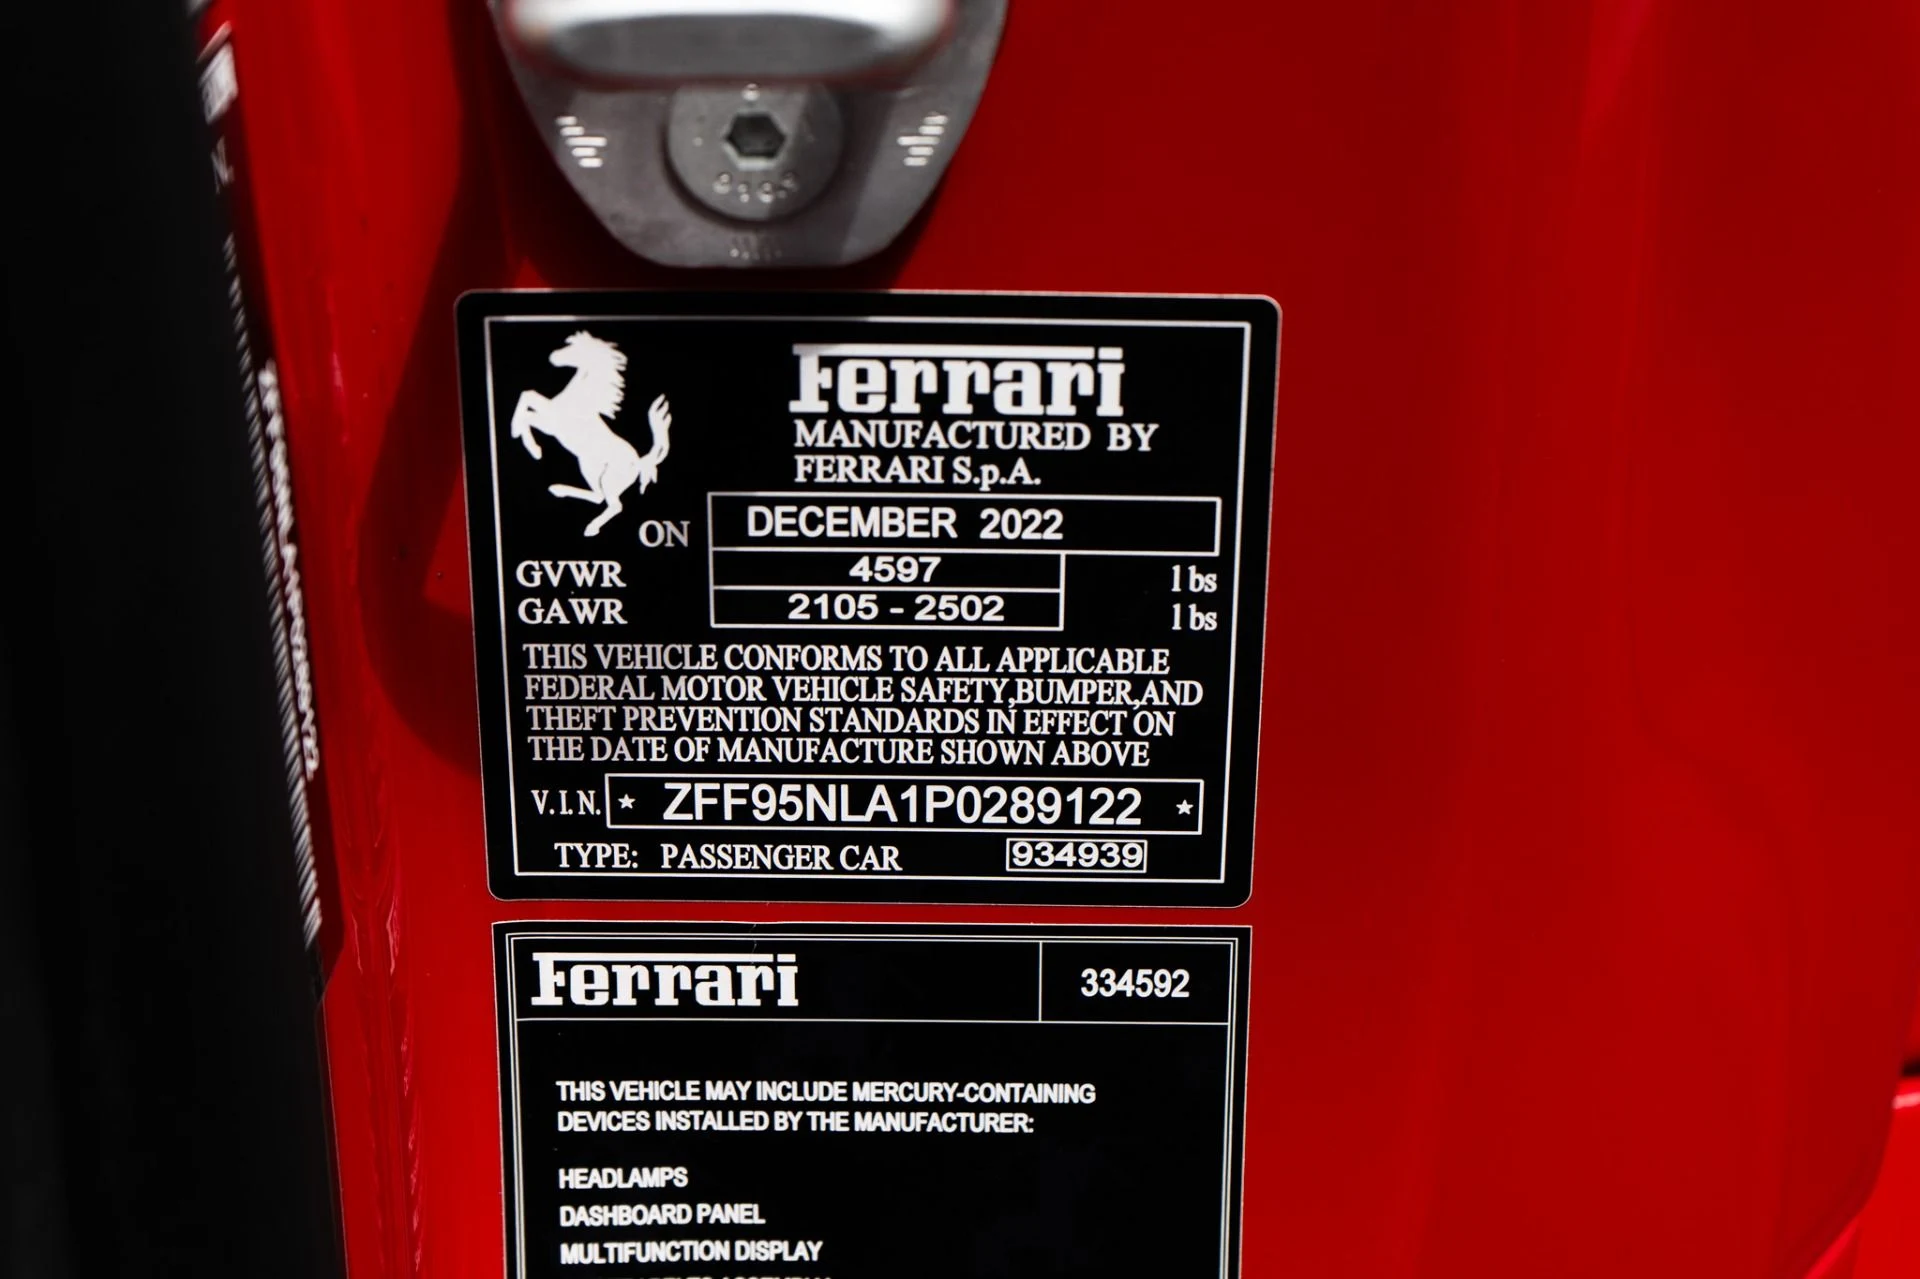 Ferrari
MANUFACTURED BY
FERRARI S.p.A.
ON DECEMBER 2022
GVWR 4597 lbs
GAWR 2105 - 2502 lbs
THIS VEHICLE CONFORMS TO ALL APPLICABLE
FEDERAL MOTOR VEHICLE SAFETY,BUMPER,AND
THEFT PREVENTION STANDARDS IN EFFECT ON
THE DATE OF MANUFACTURE SHOWN ABOVE
V.I.N. * ZFF95NLA1P0289122 *
TYPE: PASSENGER CAR 934939
Ferrari 334592
THIS VEHICLE MAY INCLUDE MERCURY-CONTAINING
DEVICES INSTALLED BY THE MANUFACTURER:
HEADLAMPS
DASHBOARD PANEL
MULTIFUNCTION DISPLAY